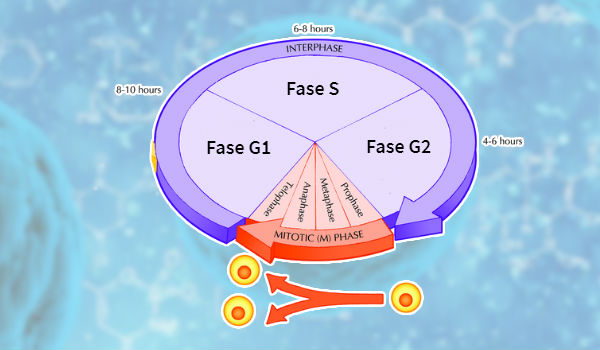 6-8 hours
INTERPHASE
Fase S
8-10 hours
Fase G1
Fase G2
4-6 hours
Telophase
Anaphase
Metaphase
Prophase
MITOTIC (M) PHASE